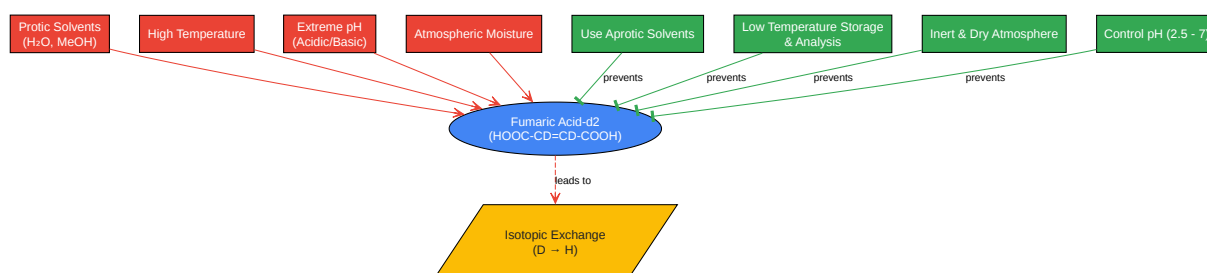 Protic Solvents
(H₂O, MeOH)
High Temperature
Extreme pH
(Acidic/Basic)
Atmospheric Moisture
Use Aprotic Solvents
Low Temperature Storage
& Analysis
Inert & Dry Atmosphere
Control pH (2.5 - 7)
prevents
prevents
prevents
prevents
Fumaric Acid-d2
(HOOC-CD=CD-COOH)
leads to
Isotopic Exchange
(D → H)